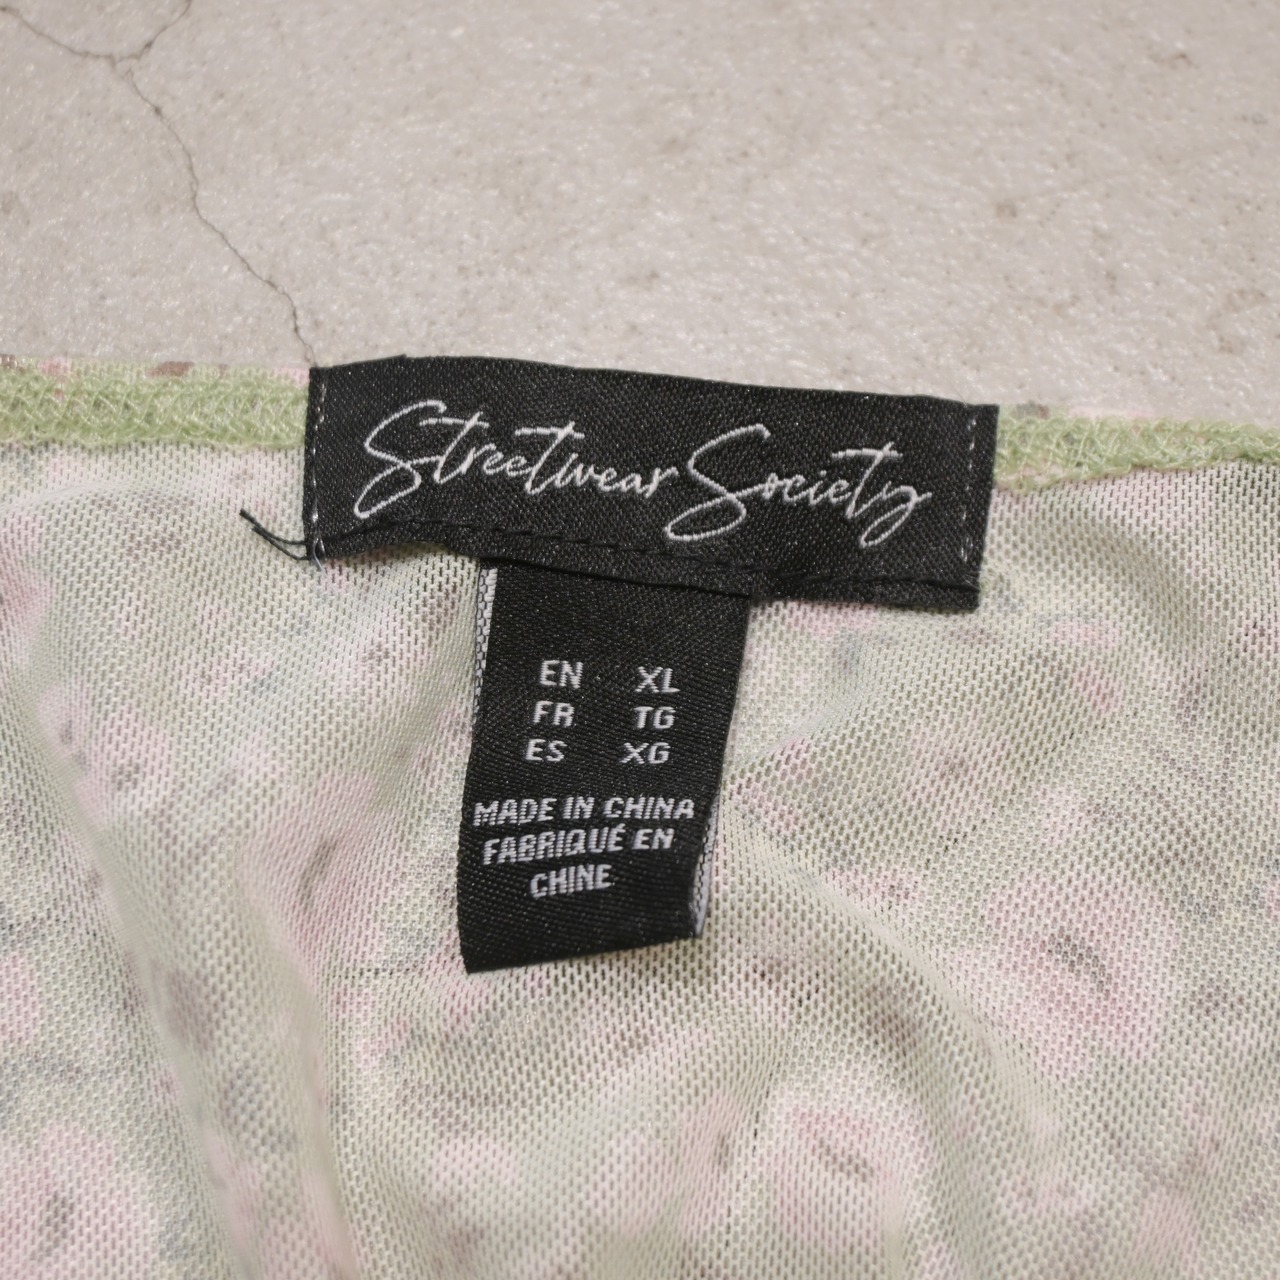 Streetwear Society
EN XL
FR TG
ES XG
MADE IN CHINA
FABRIQUÉ EN
CHINE